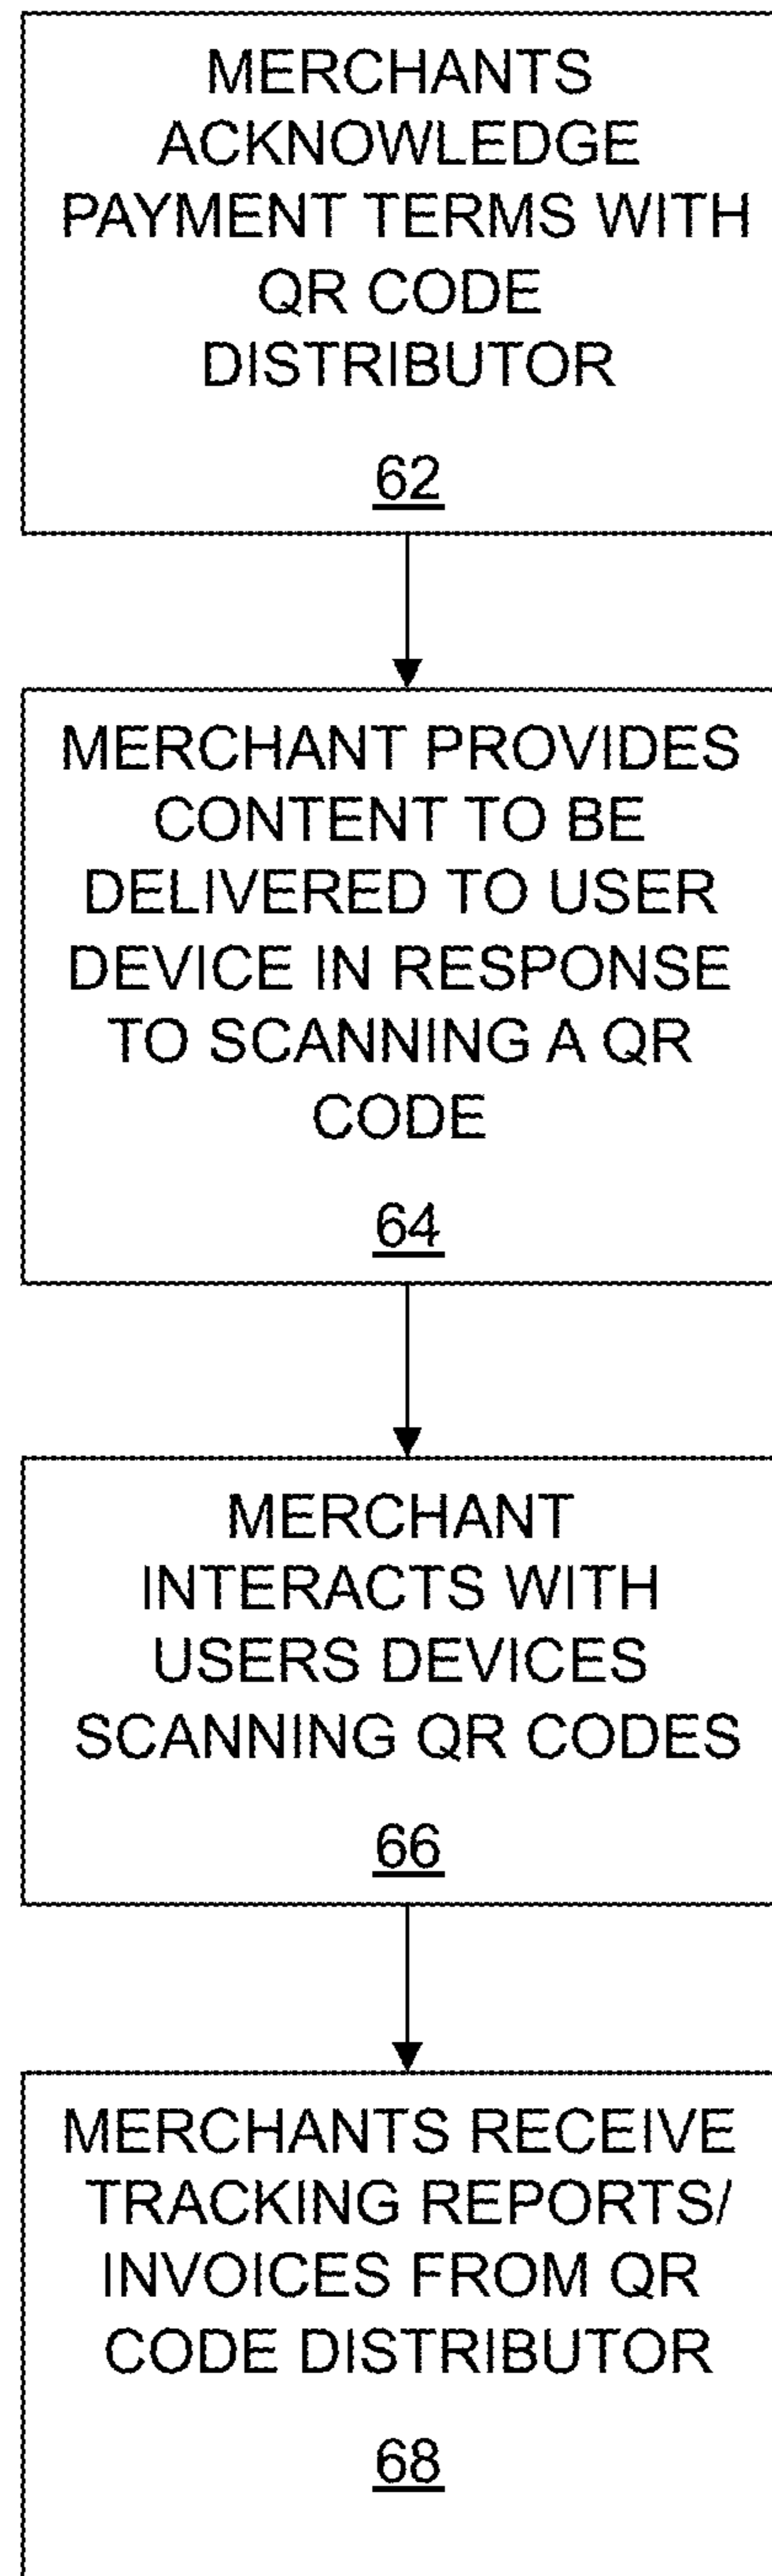 MERCHANTS
ACKNOWLEDGE
PAYMENT TERMS WITH
QR CODE
DISTRIBUTOR
62
MERCHANT PROVIDES
CONTENT TO BE
DELIVERED TO USER
DEVICE IN RESPONSE
TO SCANNING A QR
CODE
64
MERCHANT
INTERACTS WITH
USERS DEVICES
SCANNING QR CODES
66
MERCHANTS RECEIVE
TRACKING REPORTS/
INVOICES FROM QR
CODE DISTRIBUTOR
68